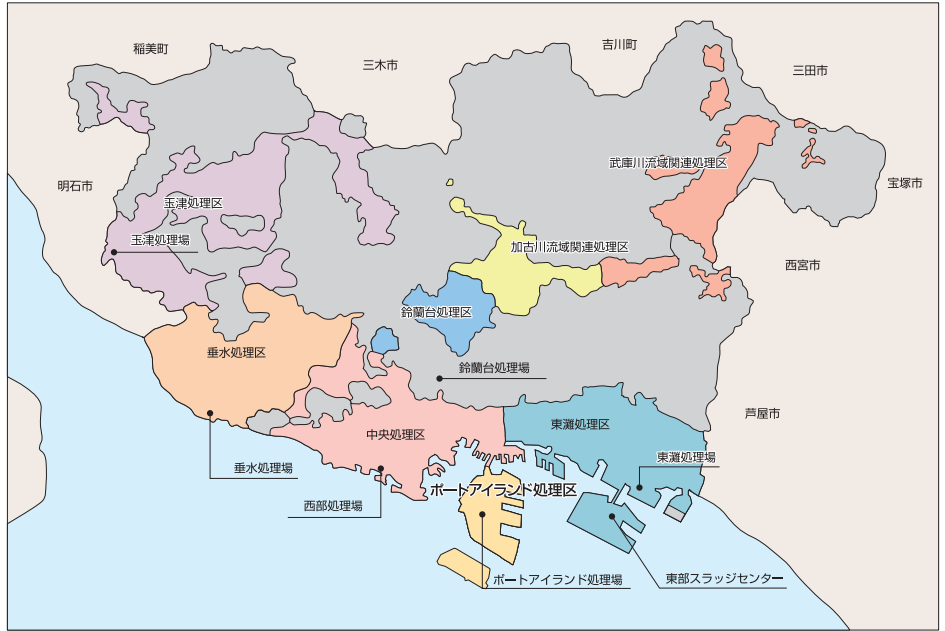 稲美町
三木市
吉川町
三田市
武庫川流域関連処理区
宝塚市
明石市
玉津処理区
玉津処理場
加古川流域関連処理区
西宮市
鈴蘭台処理区
垂水処理区
鈴蘭台処理場
芦屋市
東灘処理区
中央処理区
東灘処理場
垂水処理場
ポートアイランド処理区
西部処理場
ポートアイランド処理場
東部スラッジセンター